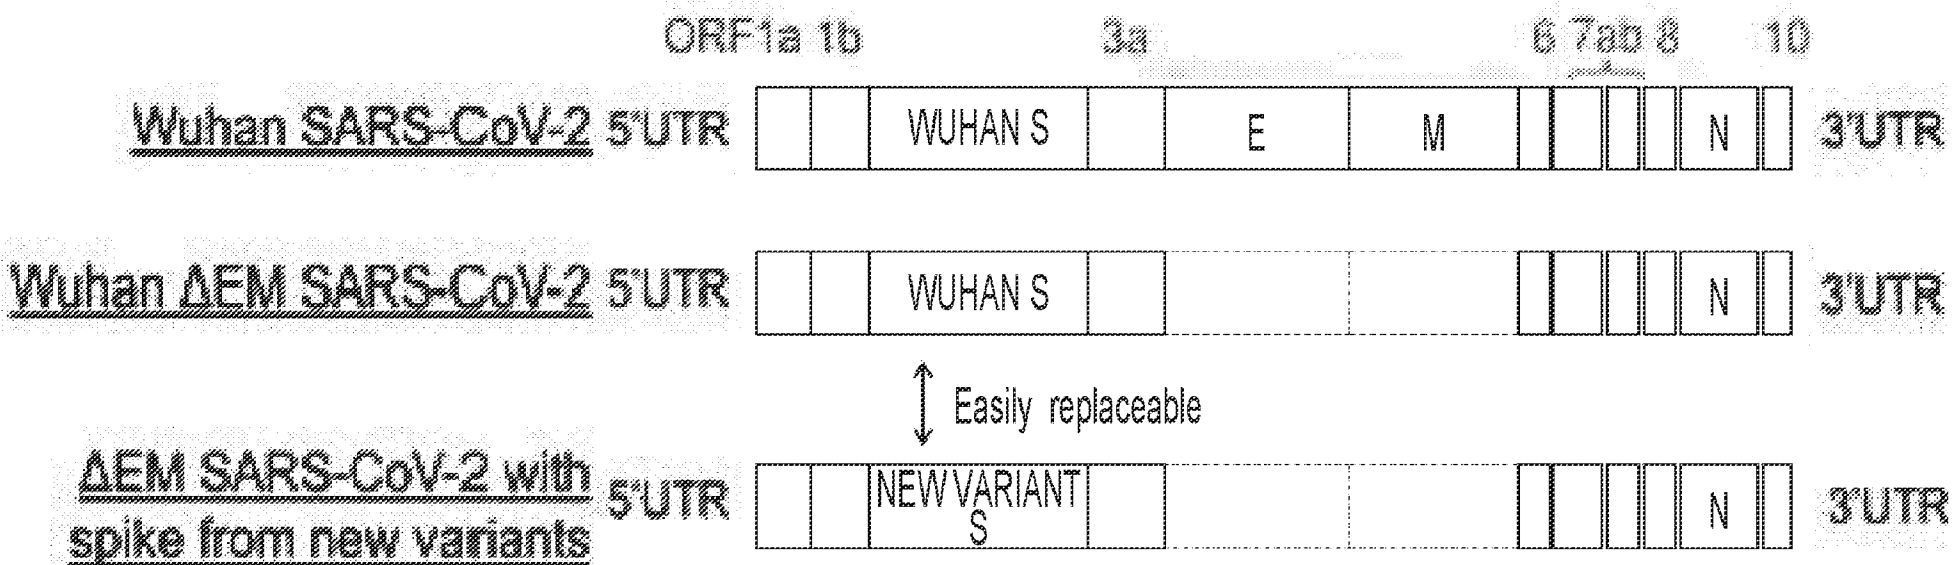 ORF1a 1b 3a 6 7ab 8 10
Wuhan SARS-CoV-2 5'UTR WUHAN S E M N 3'UTR
Wuhan ΔEM SARS-CoV-2 5'UTR WUHAN S N 3'UTR
Easily replaceable
ΔEM SARS-CoV-2 with
spike from new variants
5'UTR
NEW VARIANT
S
N
3'UTR